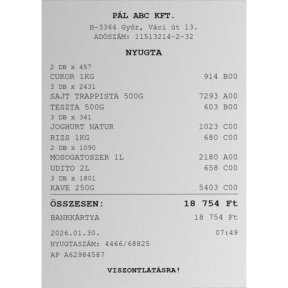 PÁL ABC KFT.
H-3364 Győr, Váci út 13.
ADÓSZÁM: 11513214-2-32
NYUGTA
2 DB x 457
CUKOR 1KG 914 B00
3 DB x 2431
SAJT TRAPPISTA 500G 7293 A00
TESZTA 500G 603 B00
3 DB x 341
JOGHURT NATUR 1023 C00
RIZS 1KG 680 C00
2 DB x 1090
MOSOGATOSZER 1L 2180 A00
UDITO 2L 658 C00
3 DB x 1801
KAVE 250G 5403 C00
ÖSSZESEN: 18 754 Ft
BANKKÁRTYA 18 754 Ft
2026.01.30. 07:49
NYUGTASZÁM: 4466/68825
AP A62984587
VISZONTLÁTÁSRA!